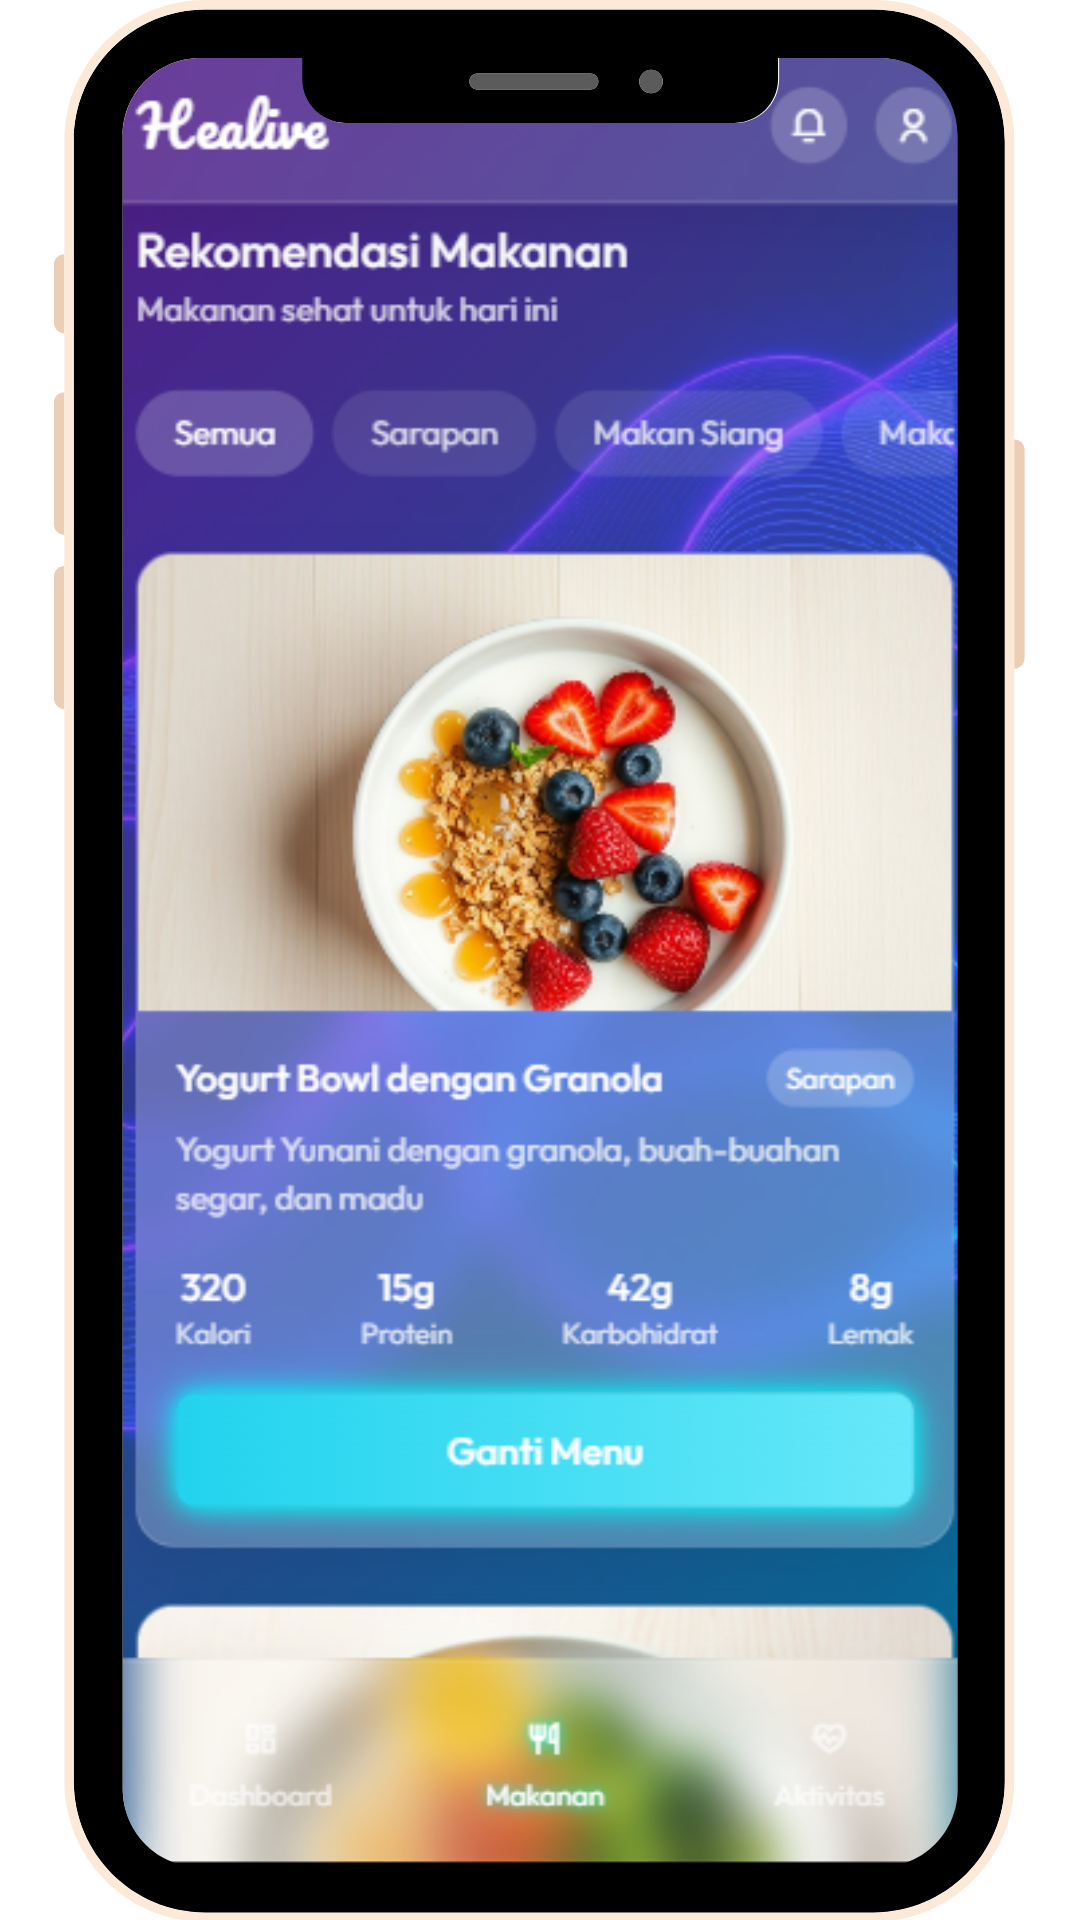 Healive
Rekomendasi Makanan
Makanan sehat untuk hari ini
Semua Sarapan Makan Siang Maka
Yogurt Bowl dengan Granola Sarapan
Yogurt Yunani dengan granola, buah-buahan
segar, dan madu
320 15g 42g 8g
Kalori Protein Karbohidrat Lemak
Ganti Menu
Dashboard Makanan Aktivitas